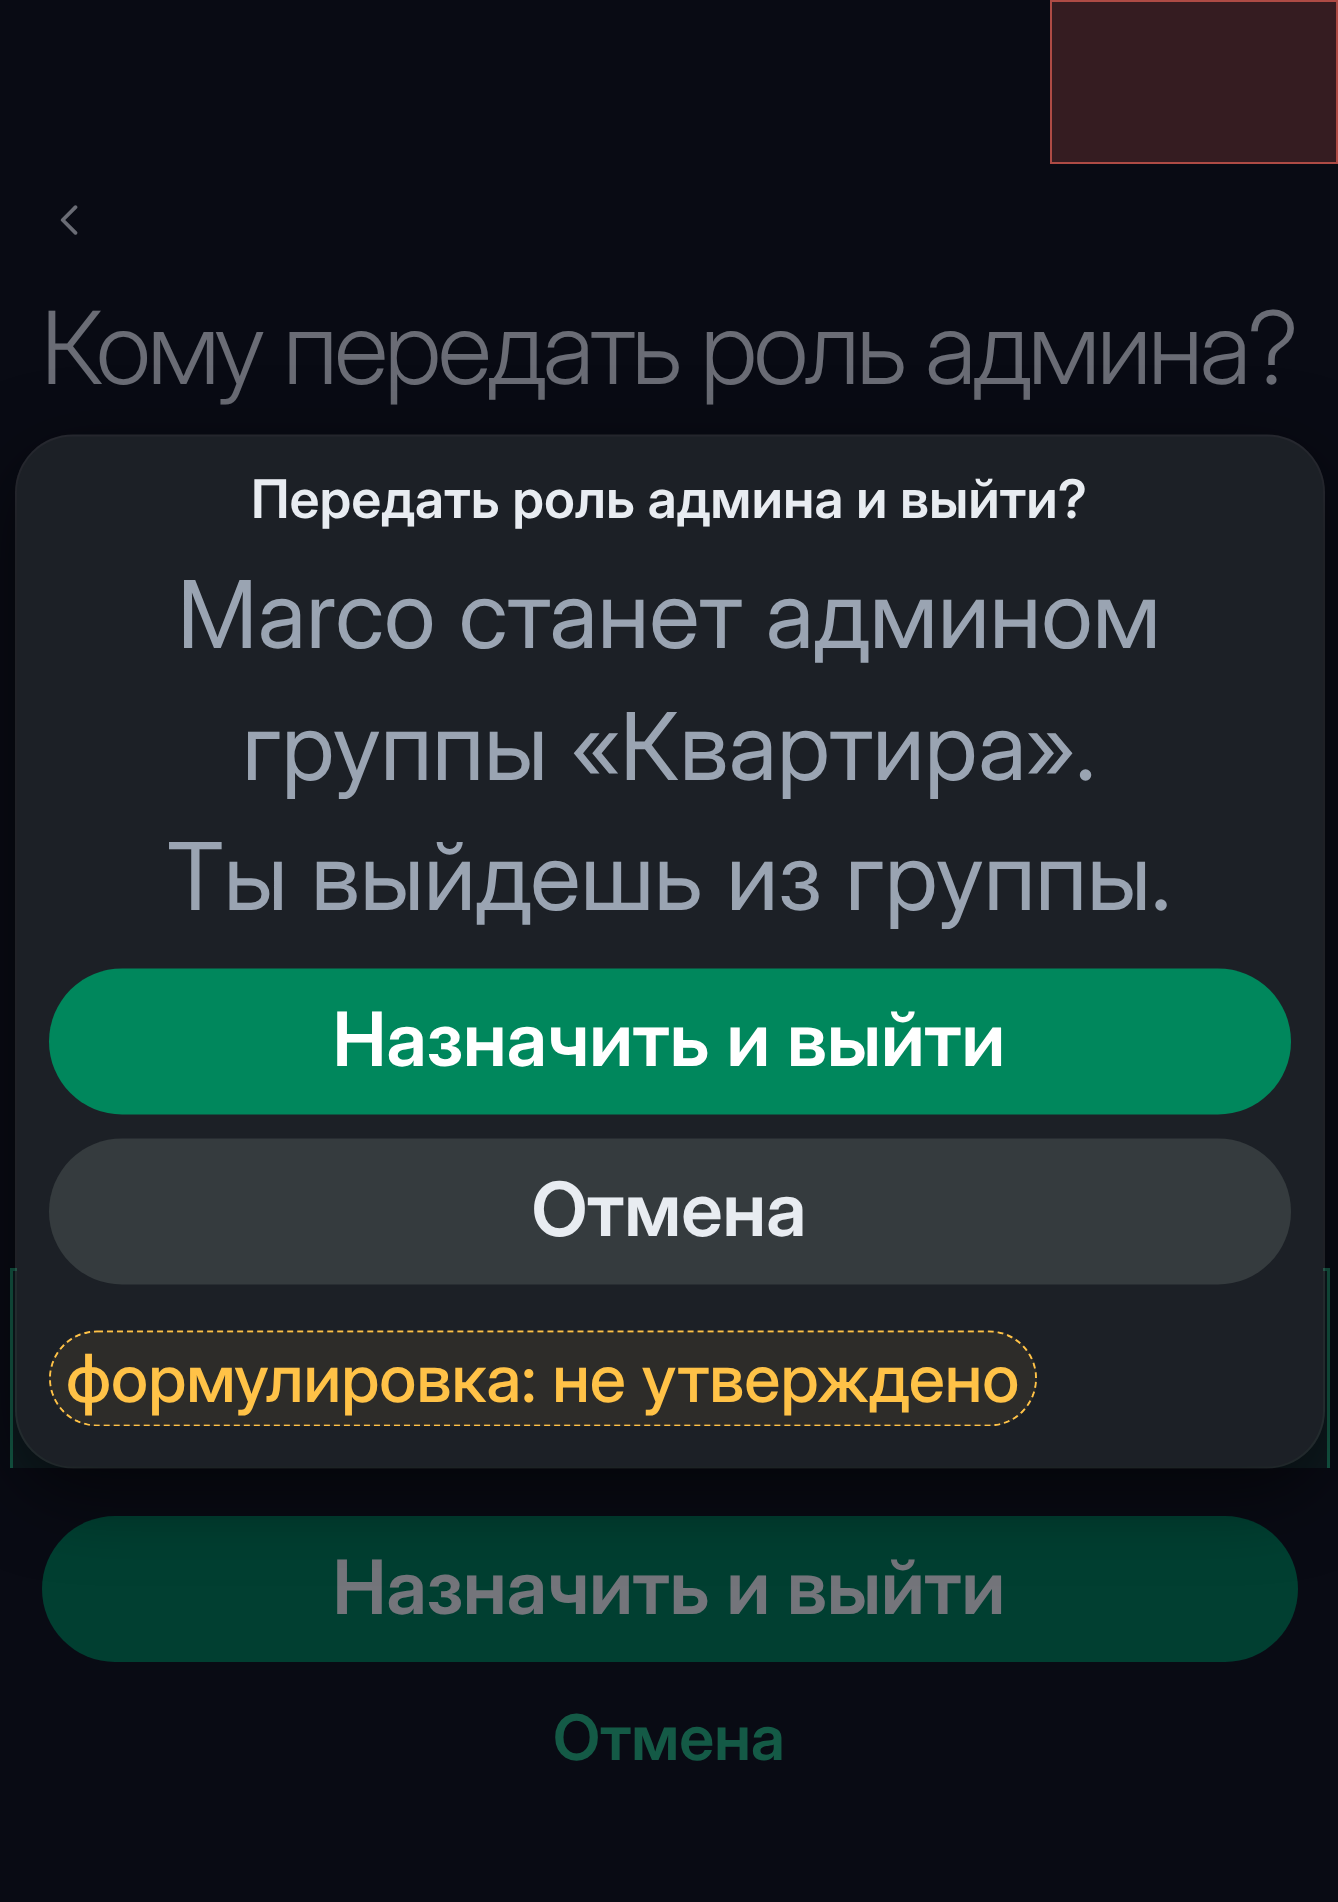 Кому передать роль админа?
Передать роль админа и выйти?
Marco станет админом
группы «Квартира».
Ты выйдешь из группы.
Назначить и выйти
Отмена
формулировка: не утверждено
Назначить и выйти
Отмена